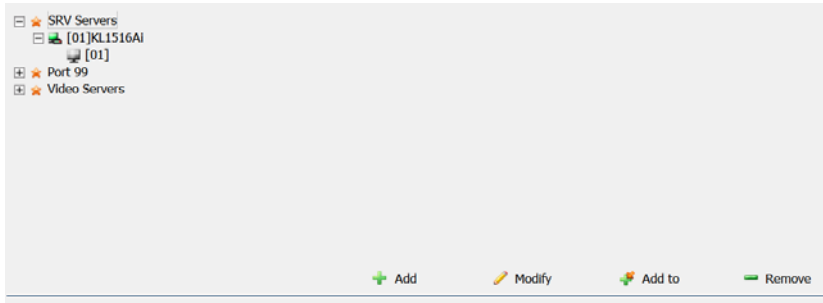 SRV Servers
[01]KL1516Ai
[01]
Port 99
Video Servers
Add Modify Add to Remove